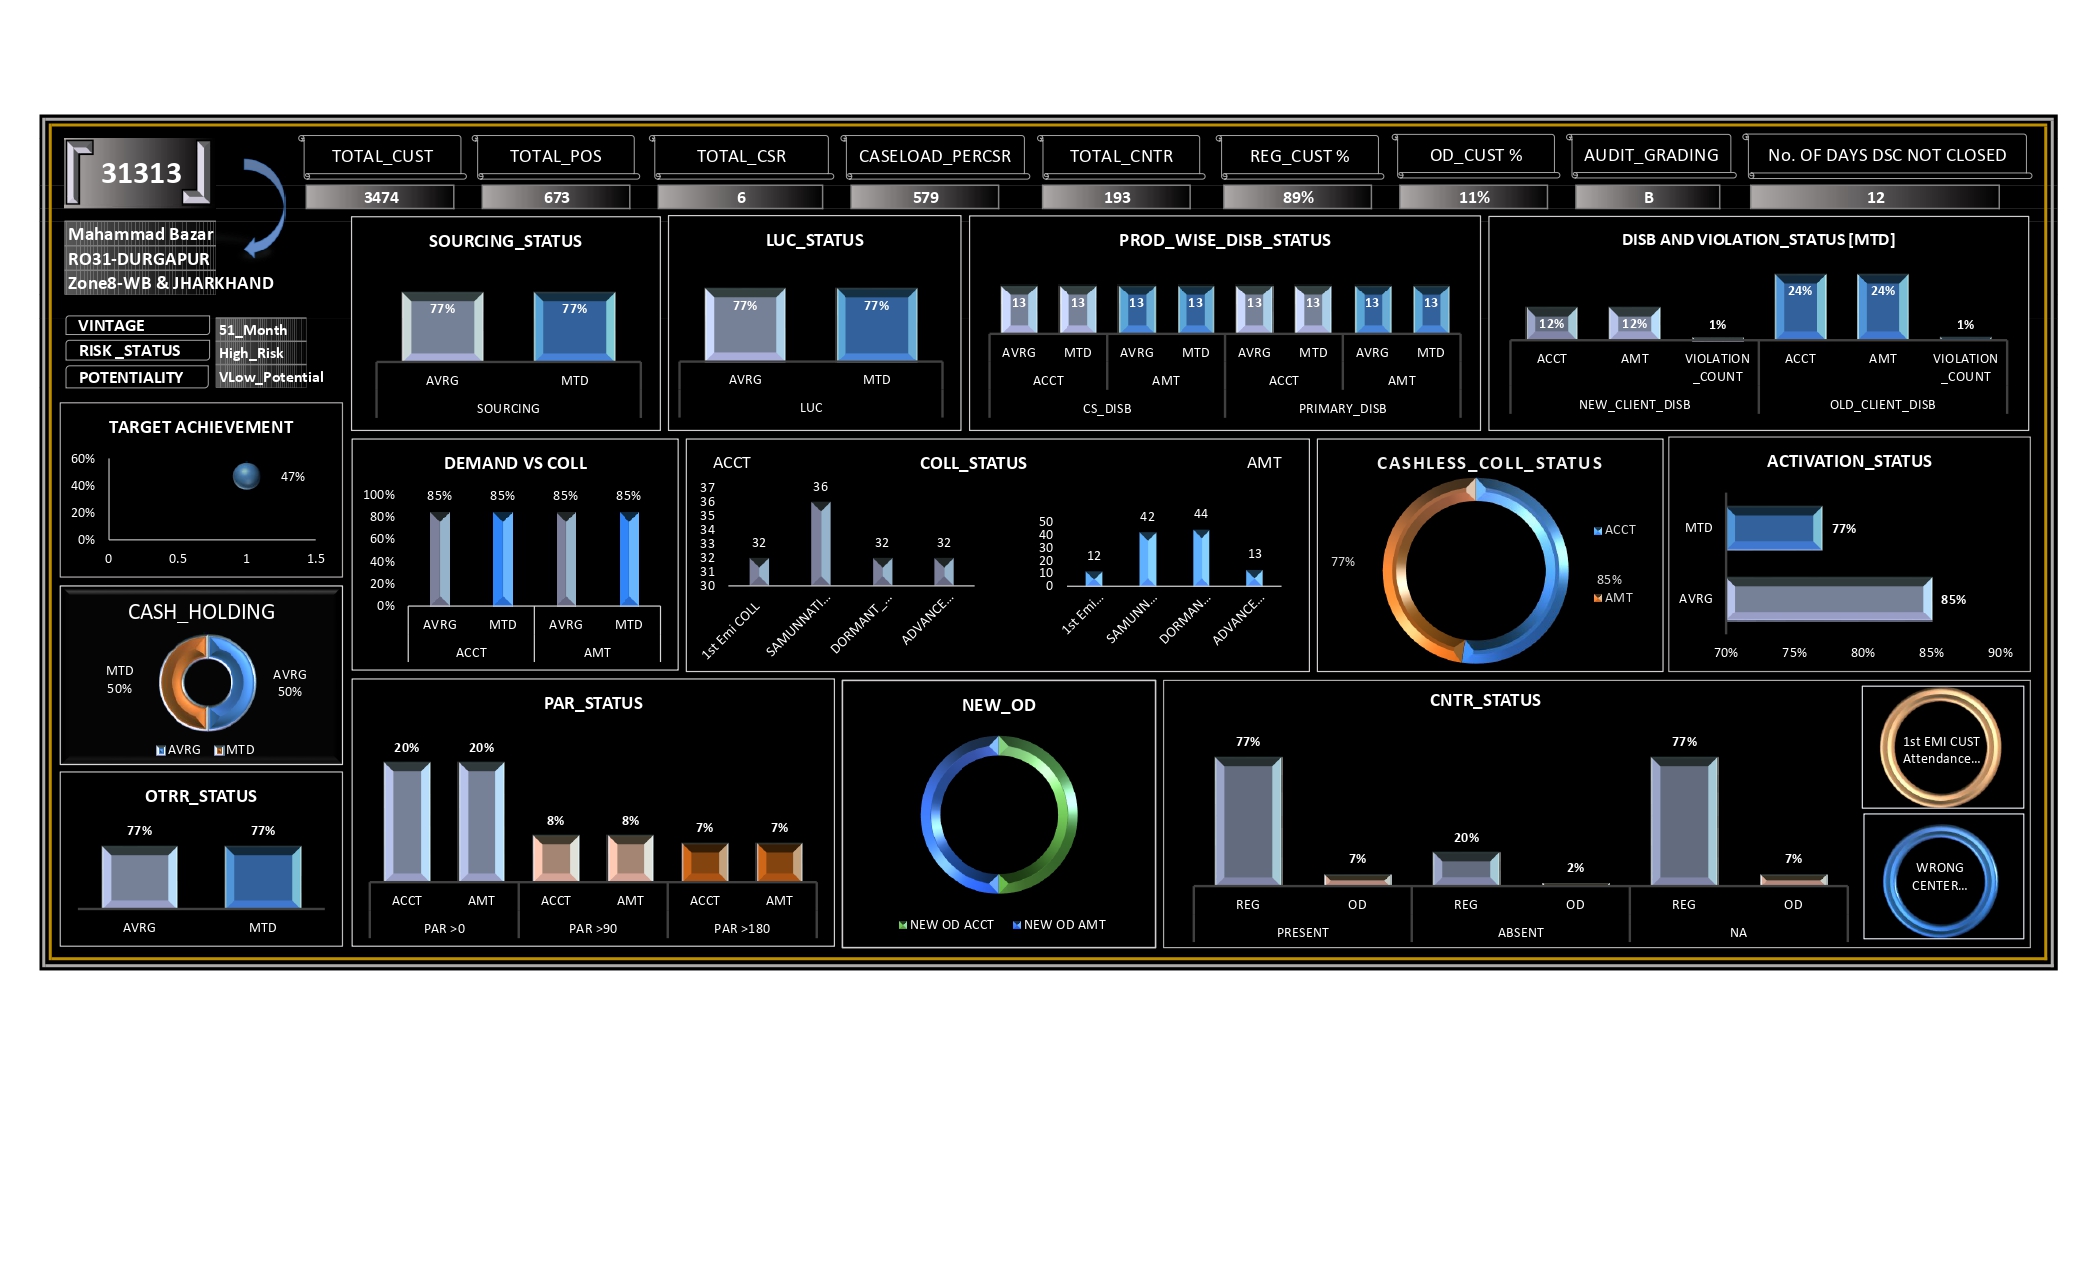 31313
Mahammad Bazar
RO31-DURGAPUR
Zone8-WB & JHARKHAND
TOTAL_CUST
3474
TOTAL_POS
673
TOTAL_CSR
6
CASELOAD_PERCSR
579
TOTAL_CNTR
193
REG_CUST %
89%
OD_CUST %
11%
AUDIT_GRADING
B
No. OF DAYS DSC NOT CLOSED
12
VINTAGE
51_Month
RISK_STATUS
High_Risk
POTENTIALITY
VLow_Potential
SOURCING_STATUS
77% 77%
AVRG MTD
SOURCING
LUC_STATUS
77% 77%
AVRG MTD
LUC
PROD_WISE_DISB_STATUS
13 13 13 13 13 13 13 13
AVRG MTD AVRG MTD AVRG MTD AVRG MTD
ACCT AMT ACCT AMT
CS_DISB PRIMARY_DISB
DISB AND VIOLATION_STATUS [MTD]
12% 12% 1% 24% 24% 1%
ACCT AMT VIOLATION ACCT AMT VIOLATION
_COUNT _COUNT
NEW_CLIENT_DISB OLD_CLIENT_DISB
TARGET ACHIEVEMENT
60%
40%
20%
0%
47%
0 0.5 1 1.5
DEMAND VS COLL
100%
80%
60%
40%
20%
0%
85% 85% 85% 85%
AVRG MTD AVRG MTD
ACCT AMT
ACCT COLL_STATUS AMT
37
36
35
34
33
32
31
30
32 36 32 32
1st Emi COLL
SAMUNNATI...
DORMANT_...
ADVANCE...
50
40
30
20
10
0
12 42 44 13
1st Emi...
SAMUNN...
DORMAN...
ADVANCE...
CASHLESS_COLL_STATUS
77%
ACCT
85%
AMT
ACTIVATION_STATUS
MTD 77%
AVRG 85%
70% 75% 80% 85% 90%
CASH_HOLDING
MTD
50%
AVRG
50%
AVRG MTD
OTRR_STATUS
77% 77%
AVRG MTD
PAR_STATUS
20% 20% 8% 8% 7% 7%
ACCT AMT ACCT AMT ACCT AMT
PAR >0 PAR >90 PAR >180
NEW_OD
NEW OD ACCT NEW OD AMT
CNTR_STATUS
77% 7% 20% 2% 77% 7%
REG OD REG OD REG OD
PRESENT ABSENT NA
1st EMI CUST
Attendance...
WRONG
CENTER...